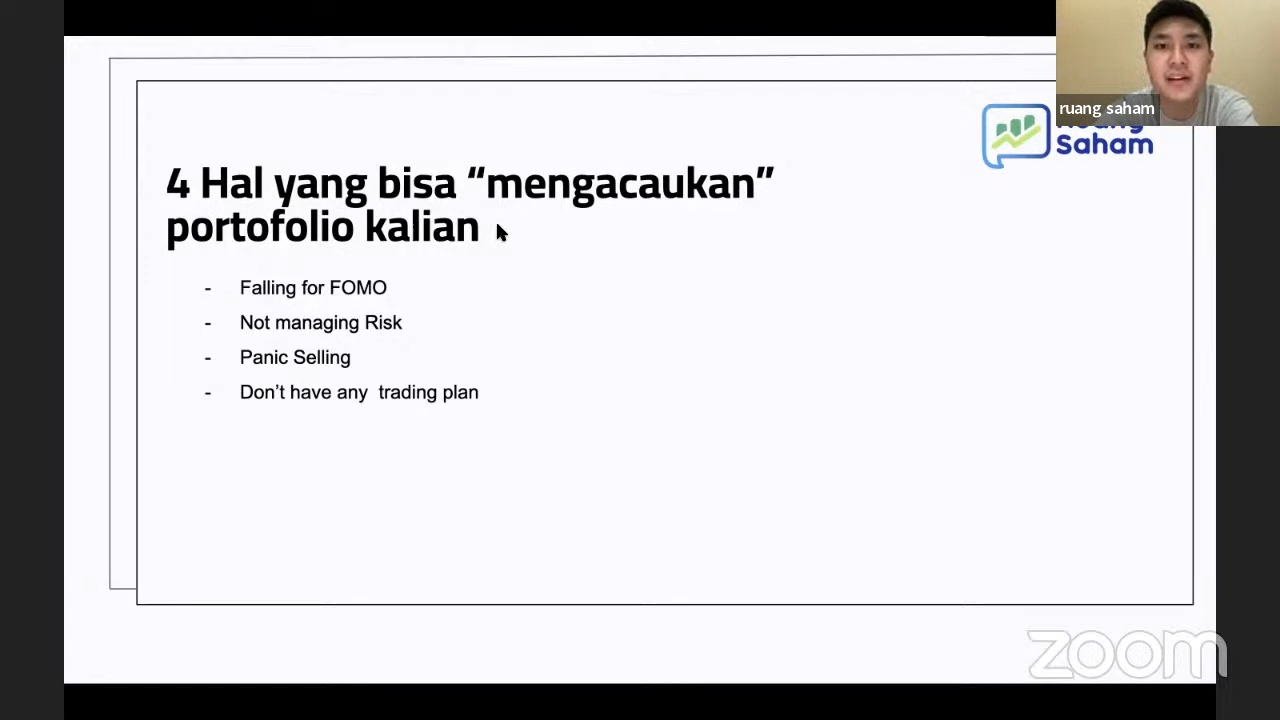 ruang saham
Saham
4 Hal yang bisa “mengacaukan”
portofolio kalian
- Falling for FOMO
- Not managing Risk
- Panic Selling
- Don’t have any  trading plan
zoom